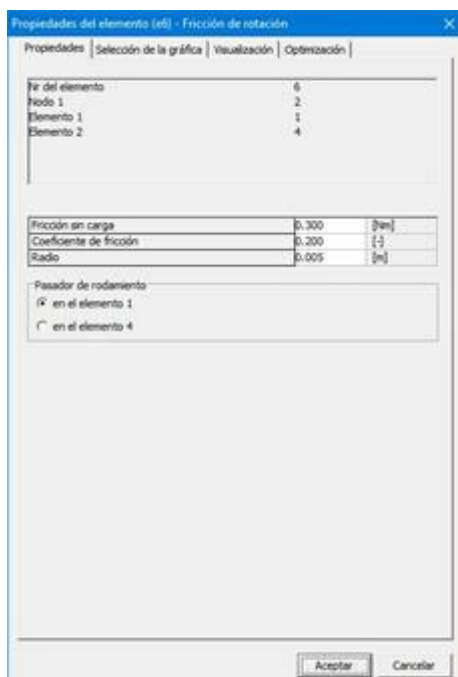 Propiedades del elemento (e6) - Fricción de rotación
Propiedades Selección de la gráfica Visualización Optimización
Nr del elemento 6
Nodo 1 2
Elemento 1 1
Elemento 2 4
Fricción sin carga 0.300 [Nm]
Coeficiente de fricción 0.200 [-]
Radio 0.005 [m]
Pasador de rodamiento
en el elemento 1
en el elemento 4
Aceptar Cancelar